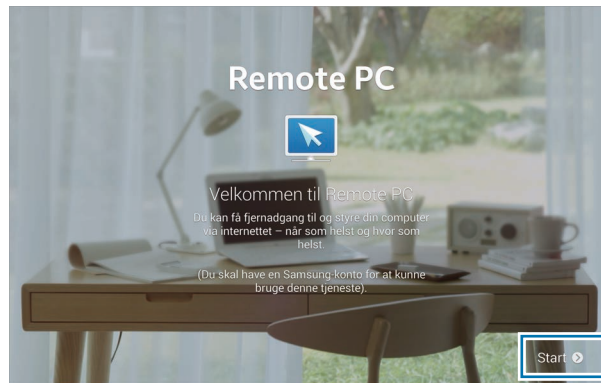 Remote PC
Velkommen til Remote PC
Du kan få fjernadgang til og styre din computer
via internettet – når som helst og hvor som
helst.
(Du skal have en Samsung-konto for at kunne
bruge denne tjeneste).
Start